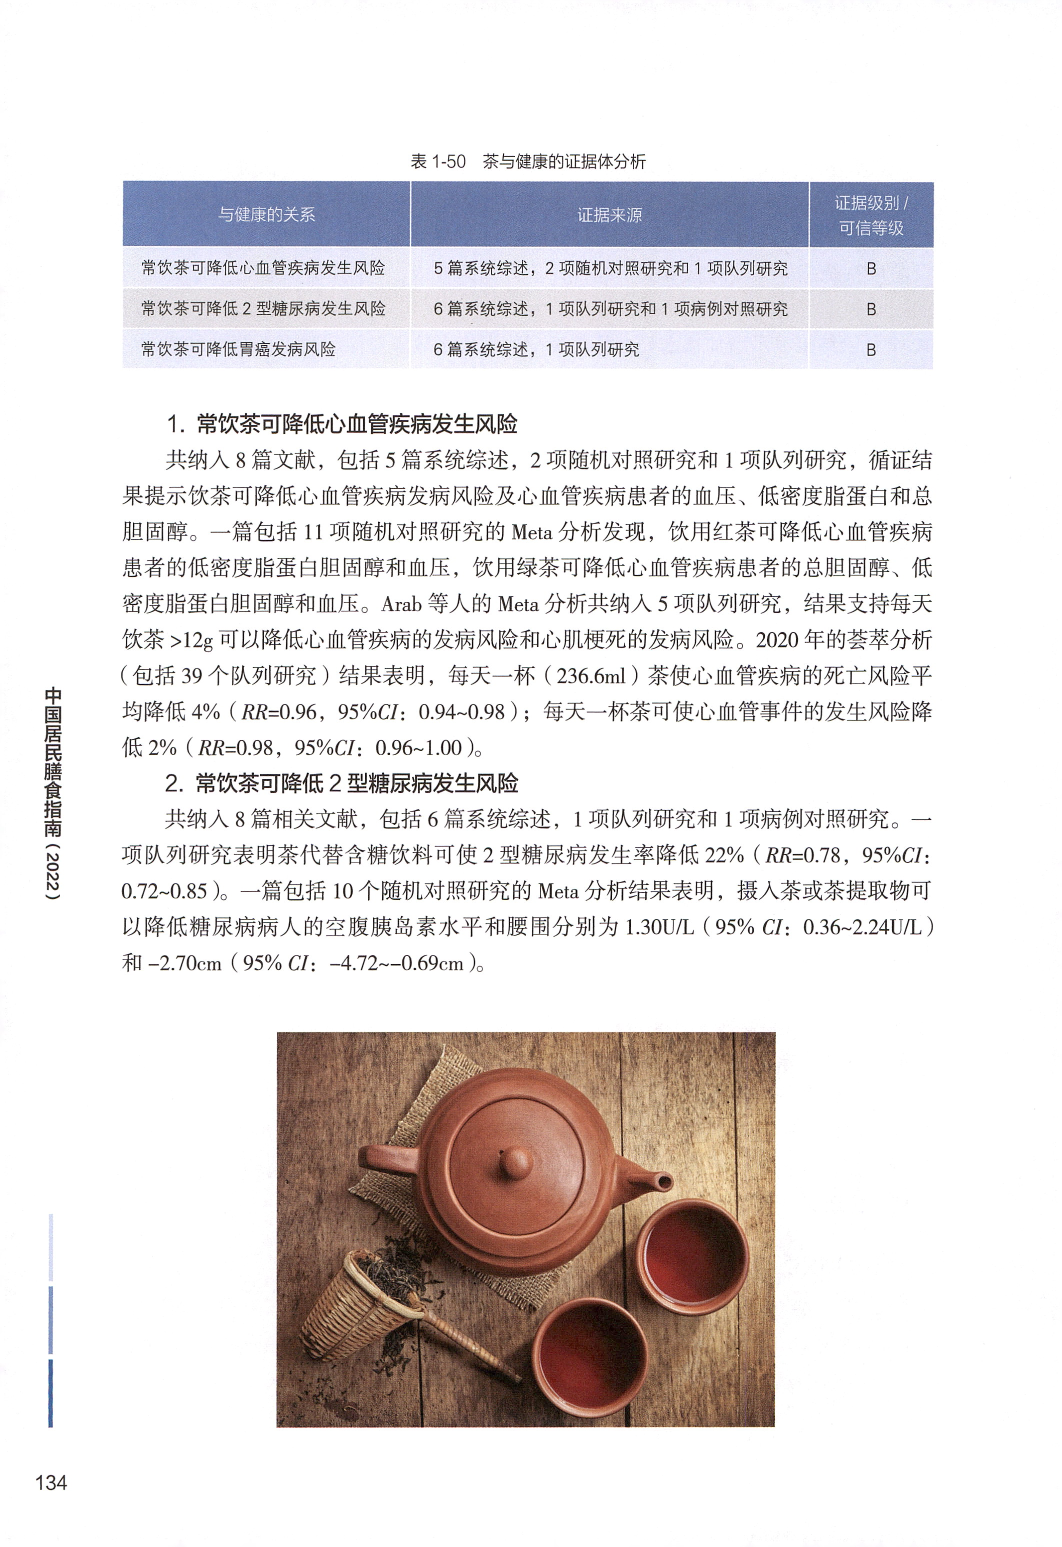 表 1-50 茶与健康的证据体分析
与健康的关系 证据来源 证据级别 / 可信等级
常饮茶可降低心血管疾病发生风险 5 篇系统综述，2 项随机对照研究和 1 项队列研究 B
常饮茶可降低 2 型糖尿病发生风险 6 篇系统综述，1 项队列研究和 1 项病例对照研究 B
常饮茶可降低胃癌发病风险 6 篇系统综述，1 项队列研究 B
1. 常饮茶可降低心血管疾病发生风险
共纳入 8 篇文献，包括 5 篇系统综述，2 项随机对照研究和 1 项队列研究，循证结
果提示饮茶可降低心血管疾病发病风险及心血管疾病患者的血压、低密度脂蛋白和总
胆固醇。一篇包括 11 项随机对照研究的 Meta 分析发现，饮用红茶可降低心血管疾病
患者的低密度脂蛋白胆固醇和血压，饮用绿茶可降低心血管疾病患者的总胆固醇、低
密度脂蛋白胆固醇和血压。Arab 等人的 Meta 分析共纳入 5 项队列研究，结果支持每天
饮茶 >12g 可以降低心血管疾病的发病风险和心肌梗死的发病风险。2020 年的荟萃分析
（包括 39 个队列研究）结果表明，每天一杯（236.6ml）茶使心血管疾病的死亡风险平
均降低 4%（RR=0.96，95%CI：0.94~0.98）；每天一杯茶可使心血管事件的发生风险降
低 2%（RR=0.98，95%CI：0.96~1.00）。
2. 常饮茶可降低 2 型糖尿病发生风险
共纳入 8 篇相关文献，包括 6 篇系统综述，1 项队列研究和 1 项病例对照研究。一
项队列研究表明茶代替含糖饮料可使 2 型糖尿病发生率降低 22%（RR=0.78，95%CI：
0.72~0.85）。一篇包括 10 个随机对照研究的 Meta 分析结果表明，摄入茶或茶提取物可
以降低糖尿病病人的空腹胰岛素水平和腰围分别为 1.30U/L（95% CI：0.36~2.24U/L）
和 –2.70cm（95% CI：–4.72~–0.69cm）。
中国居民膳食指南（2022）
134